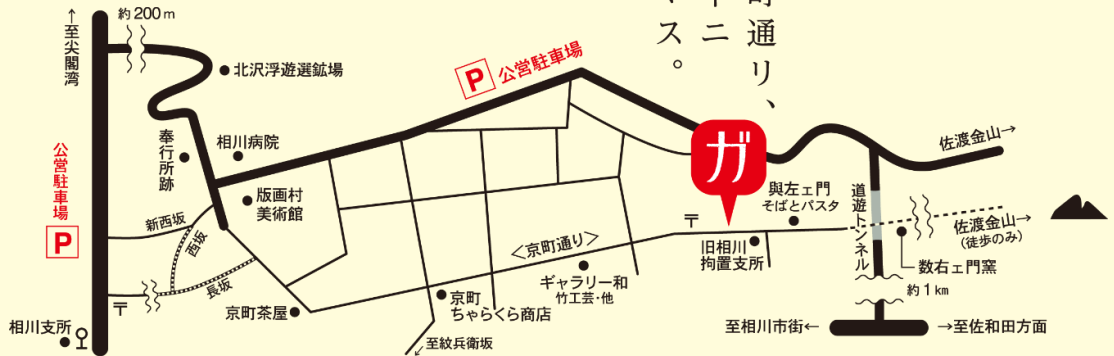 町通り、
ニ
マス。
約200m
↑至尖閣湾
北沢浮遊選鉱場
P 公営駐車場
奉行所跡
相川病院
公営駐車場
P
版画村
美術館
新西坂
西坂
長坂
〒
相川支所
京町茶屋
<京町通り>
京町
ちゃらくら商店
→至紋兵衛坂
ギャラリー和
竹工芸・他
〒
ガ
旧相川
拘置支所
與左ェ門
そばとパスタ
道遊トンネル
佐渡金山→
佐渡金山→
(徒歩のみ)
数右ェ門窯
約1km
至相川市街←
→至佐和田方面